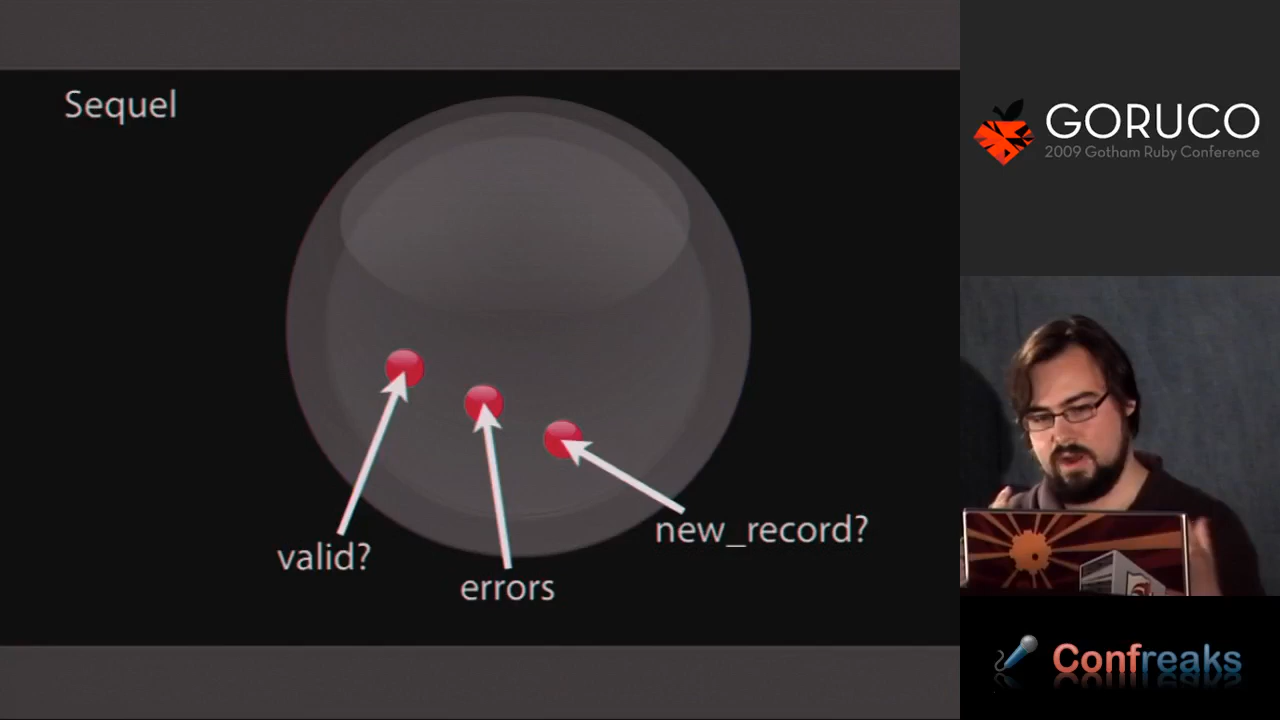 Sequel
valid?
errors
new_record?
GORUCO
2009 Gotham Ruby Conference
Confreaks